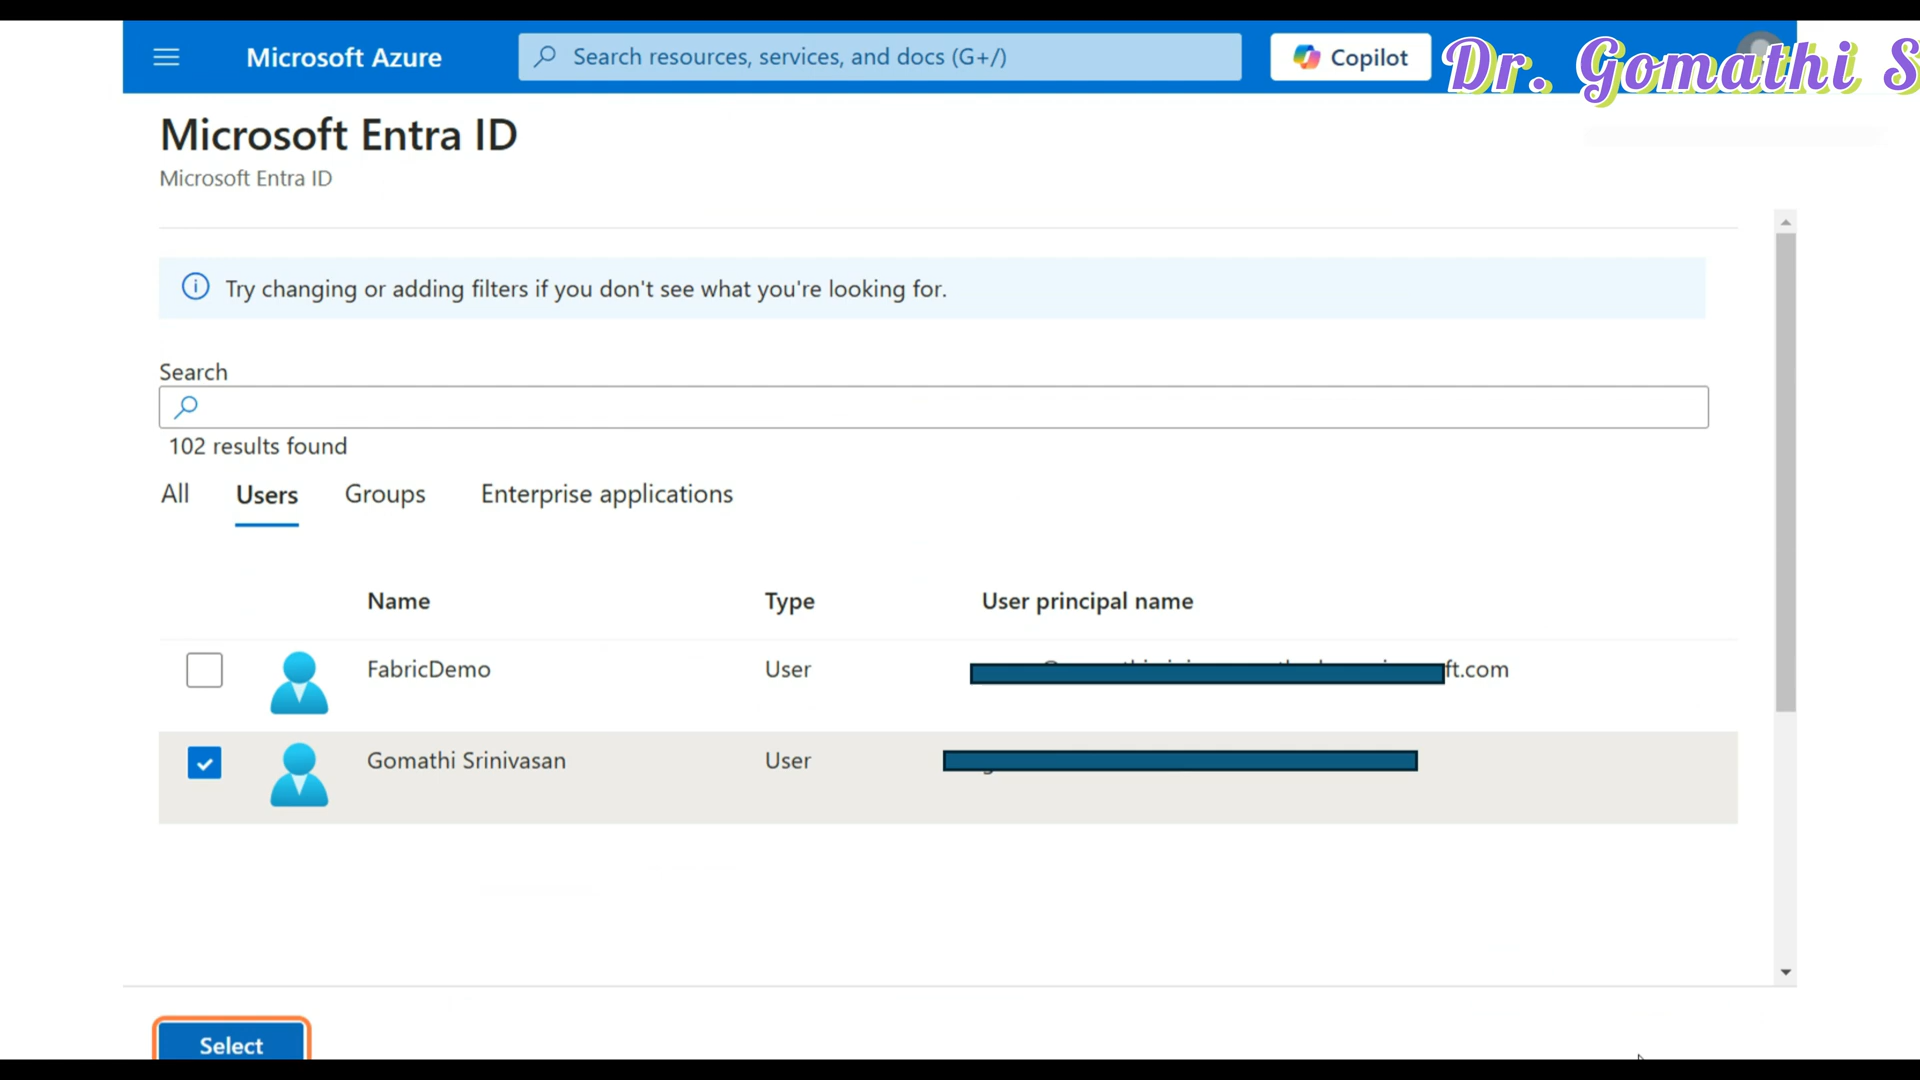 Microsoft Azure
Search resources, services, and docs (G+/)
Copilot
Dr. Gomathi S
Microsoft Entra ID
Microsoft Entra ID
Try changing or adding filters if you don't see what you're looking for.
Search
102 results found
All Users Groups Enterprise applications
Name Type User principal name
FabricDemo User ft.com
Gomathi Srinivasan User
Select